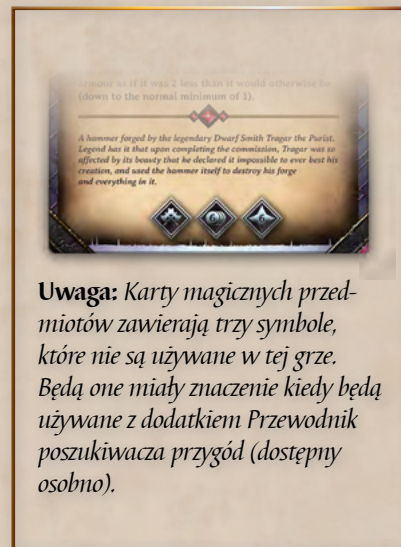 armour as if it was 2 less than it would otherwise be
(down to the normal minimum of 1).
A hammer forged by the legendary Dwarf Smith Tragar the Purist.
Legend has it that upon completing the commission, Tragar was so
affected by its beauty that he declared it impossible to ever best his
creation, and used the hammer itself to destroy his forge
and everything in it.
Uwaga: Karty magicznych przed-
miotów zawierają trzy symbole,
które nie są używane w tej grze.
Będą one miały znaczenie kiedy będą
używane z dodatkiem Przewodnik
poszukiwacza przygód (dostępny
osobno).